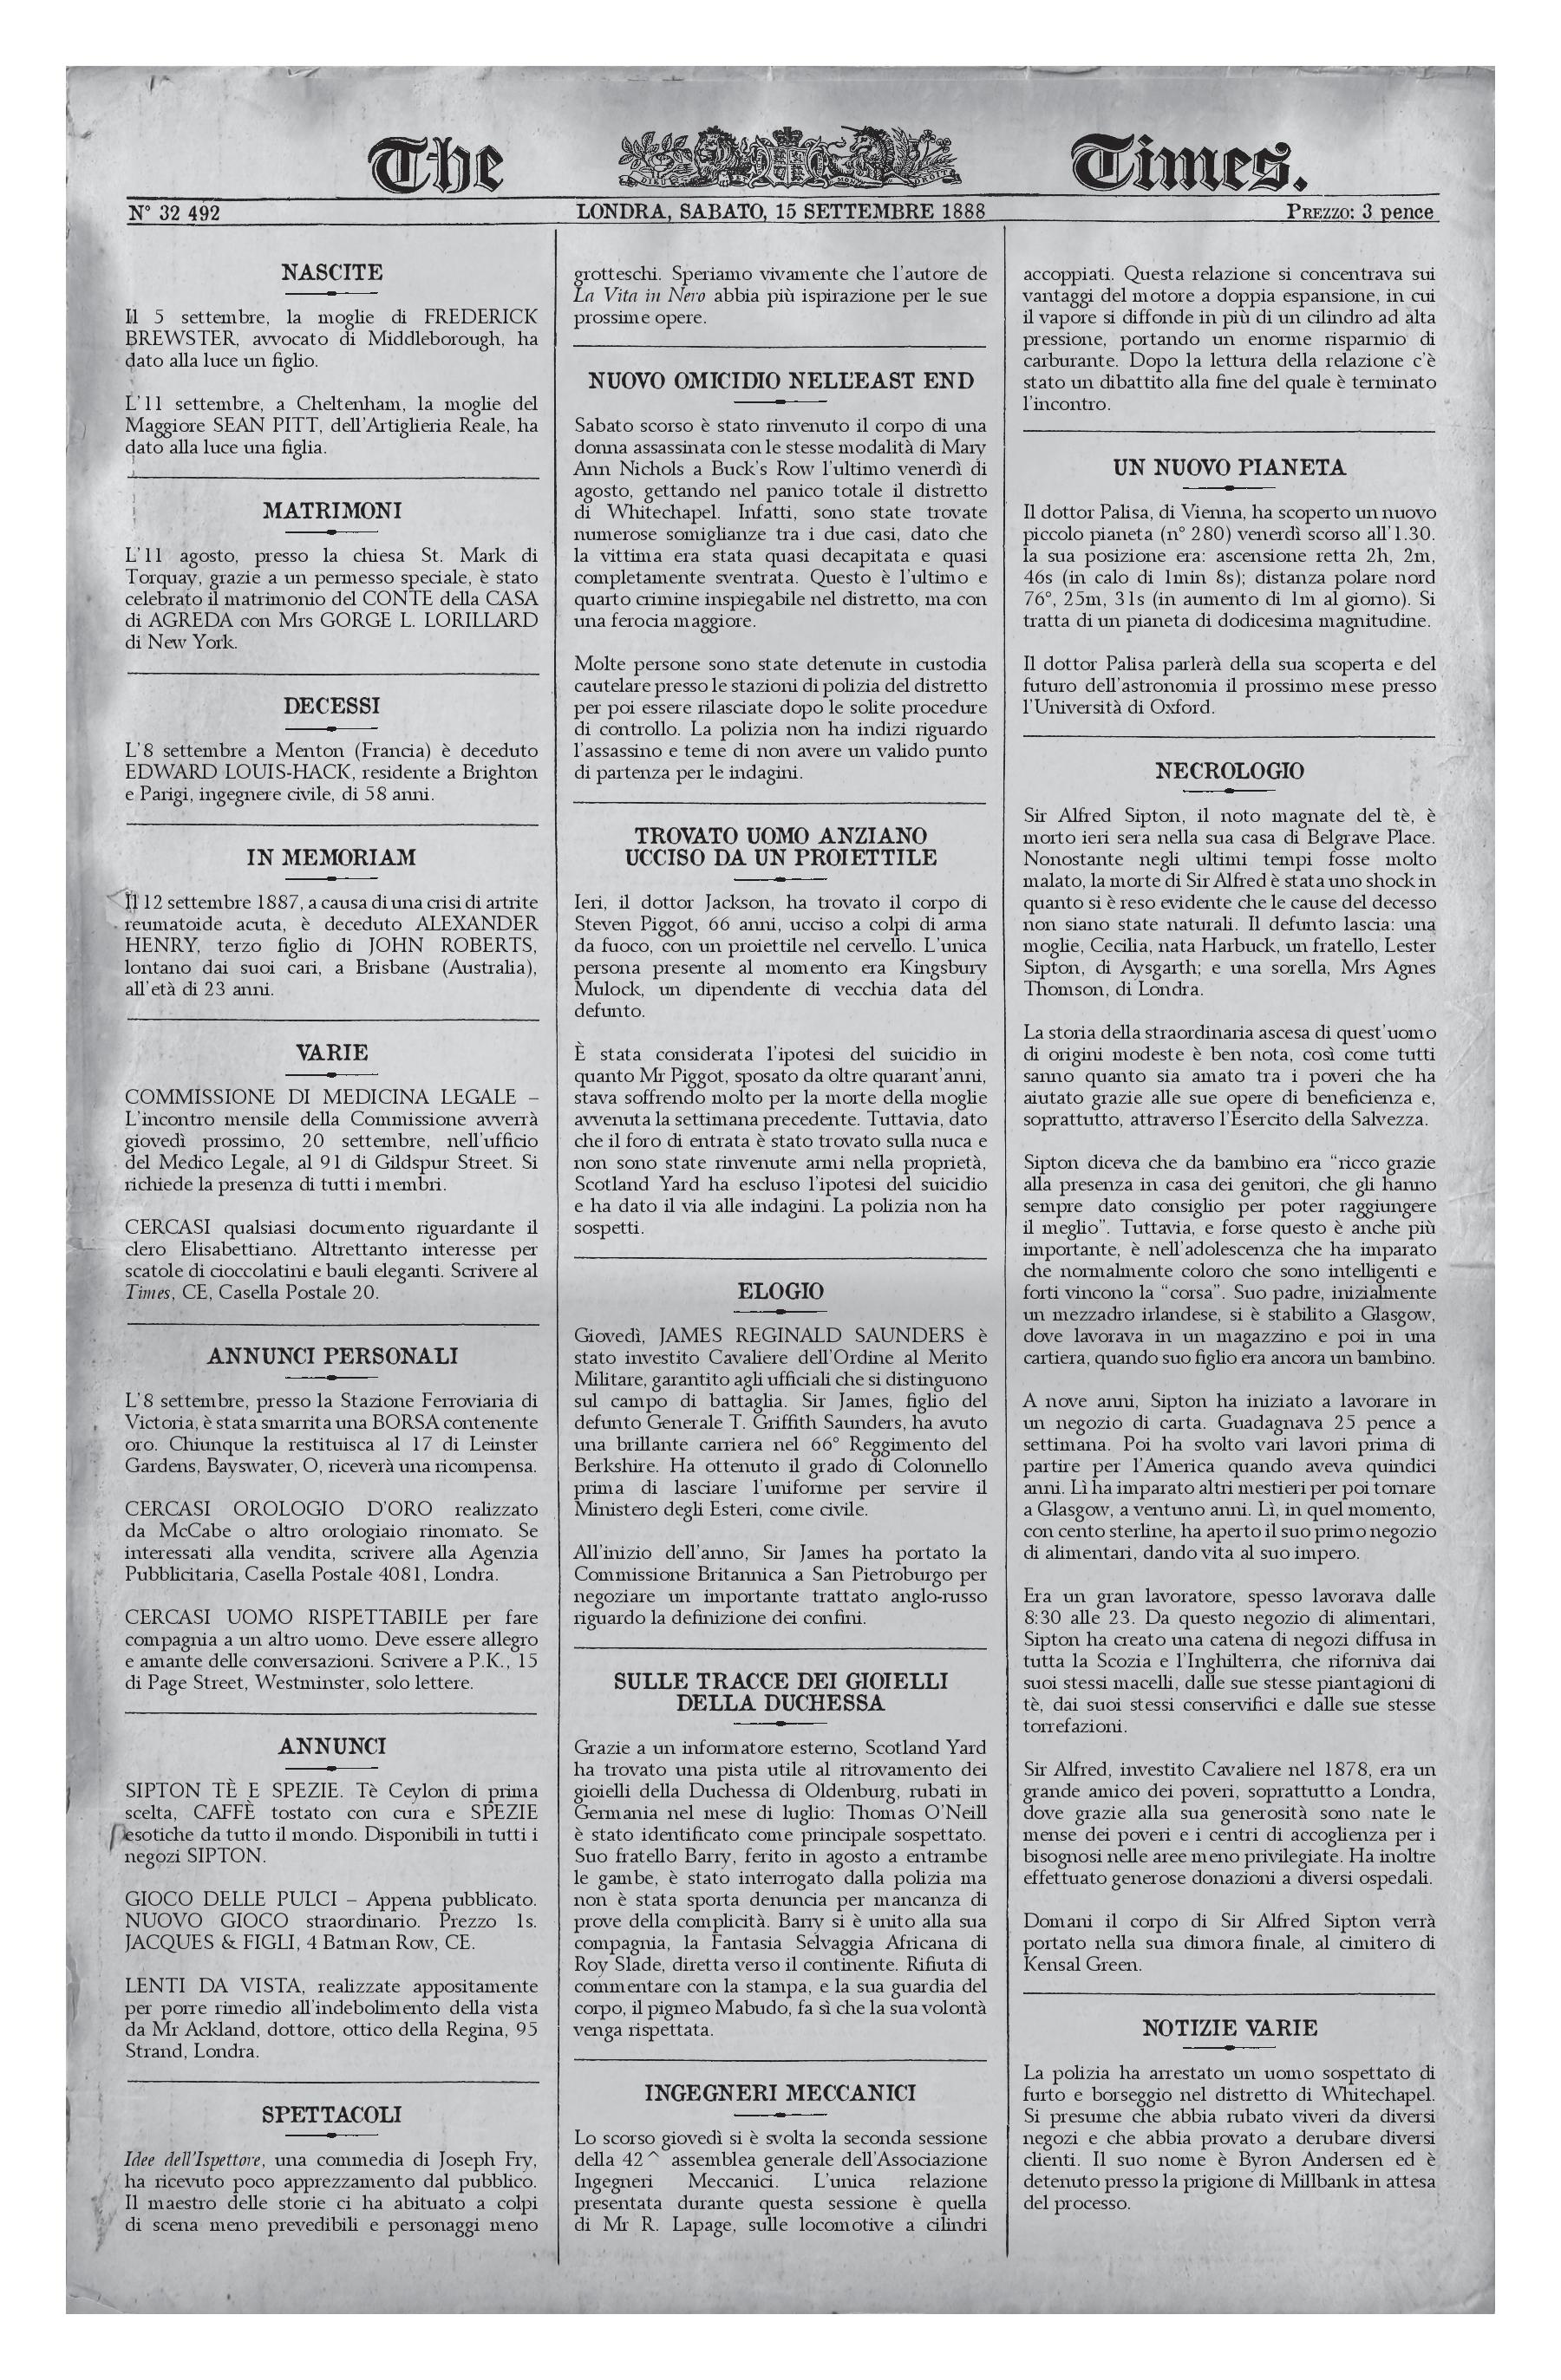 The Times.
N° 32 492
LONDRA, SABATO, 15 SETTEMBRE 1888
PREZZO: 3 pence
NASCITE
Il 5 settembre, la moglie di FREDERICK
BREWSTER, avvocato di Middleborough, ha
dato alla luce un figlio.
L'11 settembre, a Cheltenham, la moglie del
Maggiore SEAN PITT, dell'Artiglieria Reale, ha
dato alla luce una figlia.
MATRIMONI
L'11 agosto, presso la chiesa St. Mark di
Torquay, grazie a un permesso speciale, è stato
celebrato il matrimonio del CONTE della CASA
di AGREDA con Mrs GORGE L. LORILLARD
di New York.
DECESSI
L'8 settembre a Menton (Francia) è deceduto
EDWARD LOUIS-HACK, residente a Brighton
e Parigi, ingegnere civile, di 58 anni.
IN MEMORIAM
Il 12 settembre 1887, a causa di una crisi di artrite
reumatoide acuta, è deceduto ALEXANDER
HENRY, terzo figlio di JOHN ROBERTS,
lontano dai suoi cari, a Brisbane (Australia),
all'età di 23 anni.
VARIE
COMMISSIONE DI MEDICINA LEGALE –
L'incontro mensile della Commissione avverrà
giovedì prossimo, 20 settembre, nell'ufficio
del Medico Legale, al 91 di Gildspur Street. Si
richiede la presenza di tutti i membri.
CERCASI qualsiasi documento riguardante il
clero Elisabettiano. Altrettanto interesse per
scatole di cioccolatini e bauli eleganti. Scrivere al
Times, CE, Casella Postale 20.
ANNUNCI PERSONALI
L'8 settembre, presso la Stazione Ferroviaria di
Victoria, è stata smarrita una BORSA contenente
oro. Chiunque la restituisca al 17 di Leinster
Gardens, Bayswater, O, riceverà una ricompensa.
CERCASI OROLOGIO D'ORO realizzato
da McCabe o altro orologiaio rinomato. Se
interessati alla vendita, scrivere alla Agenzia
Pubblicitaria, Casella Postale 4081, Londra.
CERCASI UOMO RISPETTABILE per fare
compagnia a un altro uomo. Deve essere allegro
e amante delle conversazioni. Scrivere a P.K., 15
di Page Street, Westminster, solo lettere.
ANNUNCI
SIPTON TÈ E SPEZIE. Tè Ceylon di prima
scelta, CAFFÈ tostato con cura e SPEZIE
esotiche da tutto il mondo. Disponibili in tutti i
negozi SIPTON.
GIOCO DELLE PULCI – Appena pubblicato.
NUOVO GIOCO straordinario. Prezzo 1s.
JACQUES & FIGLI, 4 Batman Row, CE.
LENTI DA VISTA, realizzate appositamente
per porre rimedio all'indebolimento della vista
da Mr Ackland, dottore, ottico della Regina, 95
Strand, Londra.
SPETTACOLI
Idee dell'Ispettore, una commedia di Joseph Fry,
ha ricevuto poco apprezzamento dal pubblico.
Il maestro delle storie ci ha abituato a colpi
di scena meno prevedibili e personaggi meno
grotteschi. Speriamo vivamente che l'autore de
La Vita in Nero abbia più ispirazione per le sue
prossime opere.
NUOVO OMICIDIO NELL'EAST END
Sabato scorso è stato rinvenuto il corpo di una
donna assassinata con le stesse modalità di Mary
Ann Nichols a Buck's Row l'ultimo venerdì di
agosto, gettando nel panico totale il distretto
di Whitechapel. Infatti, sono state trovate
numerose somiglianze tra i due casi, dato che
la vittima era stata quasi decapitata e quasi
completamente sventrata. Questo è l'ultimo e
quarto crimine inspiegabile nel distretto, ma con
una ferocia maggiore.
Molte persone sono state detenute in custodia
cautelare presso le stazioni di polizia del distretto
per poi essere rilasciate dopo le solite procedure
di controllo. La polizia non ha indizi riguardo
l'assassino e teme di non avere un valido punto
di partenza per le indagini.
TROVATO UOMO ANZIANO
UCCISO DA UN PROIETTILE
Ieri, il dottor Jackson, ha trovato il corpo di
Steven Piggot, 66 anni, ucciso a colpi di arma
da fuoco, con un proiettile nel cervello. L'unica
persona presente al momento era Kingsbury
Mulock, un dipendente di vecchia data del
defunto.
È stata considerata l'ipotesi del suicidio in
quanto Mr Piggot, sposato da oltre quarant'anni,
stava soffrendo molto per la morte della moglie
avvenuta la settimana precedente. Tuttavia, dato
che il foro di entrata è stato trovato sulla nuca e
non sono state rinvenute armi nella proprietà,
Scotland Yard ha escluso l'ipotesi del suicidio
e ha dato il via alle indagini. La polizia non ha
sospetti.
ELOGIO
Giovedì, JAMES REGINALD SAUNDERS è
stato investito Cavaliere dell'Ordine al Merito
Militare, garantito agli ufficiali che si distinguono
sul campo di battaglia. Sir James, figlio del
defunto Generale T. Griffith Saunders, ha avuto
una brillante carriera nel 66° Reggimento del
Berkshire. Ha ottenuto il grado di Colonnello
prima di lasciare l'uniforme per servire il
Ministero degli Esteri, come civile.
All'inizio dell'anno, Sir James ha portato la
Commissione Britannica a San Pietroburgo per
negoziare un importante trattato anglo-russo
riguardo la definizione dei confini.
SULLE TRACCE DEI GIOIELLI
DELLA DUCHESSA
Grazie a un informatore esterno, Scotland Yard
ha trovato una pista utile al ritrovamento dei
gioielli della Duchessa di Oldenburg, rubati in
Germania nel mese di luglio: Thomas O'Neill
è stato identificato come principale sospettato.
Suo fratello Barry, ferito in agosto a entrambe
le gambe, è stato interrogato dalla polizia ma
non è stata sporta denuncia per mancanza di
prove della complicità. Barry si è unito alla sua
compagnia, la Fantasia Selvaggia Africana di
Roy Slade, diretta verso il continente. Rifiuta di
commentare con la stampa, e la sua guardia del
corpo, il pigmeo Mabudo, fa sì che la sua volontà
venga rispettata.
INGEGNERI MECCANICI
Lo scorso giovedì si è svolta la seconda sessione
della 42^ assemblea generale dell'Associazione
Ingegneri Meccanici. L'unica relazione
presentata durante questa sessione è quella
di Mr R. Lapage, sulle locomotive a cilindri
accoppiati. Questa relazione si concentrava sui
vantaggi del motore a doppia espansione, in cui
il vapore si diffonde in più di un cilindro ad alta
pressione, portando un enorme risparmio di
carburante. Dopo la lettura della relazione c'è
stato un dibattito alla fine del quale è terminato
l'incontro.
UN NUOVO PIANETA
Il dottor Palisa, di Vienna, ha scoperto un nuovo
piccolo pianeta (n° 280) venerdì scorso all'1.30.
la sua posizione era: ascensione retta 2h, 2m,
46s (in calo di 1min 8s); distanza polare nord
76°, 25m, 31s (in aumento di 1m al giorno). Si
tratta di un pianeta di dodicesima magnitudine.
Il dottor Palisa parlerà della sua scoperta e del
futuro dell'astronomia il prossimo mese presso
l'Università di Oxford.
NECROLOGIO
Sir Alfred Sipton, il noto magnate del tè, è
morto ieri sera nella sua casa di Belgrave Place.
Nonostante negli ultimi tempi fosse molto
malato, la morte di Sir Alfred è stata uno shock in
quanto si è reso evidente che le cause del decesso
non siano state naturali. Il defunto lascia: una
moglie, Cecilia, nata Harbuck, un fratello, Lester
Sipton, di Aysgarth; e una sorella, Mrs Agnes
Thomson, di Londra.
La storia della straordinaria ascesa di quest'uomo
di origini modeste è ben nota, così come tutti
sanno quanto sia amato tra i poveri che ha
aiutato grazie alle sue opere di beneficienza e,
soprattutto, attraverso l'Esercito della Salvezza.
Sipton diceva che da bambino era “ricco grazie
alla presenza in casa dei genitori, che gli hanno
sempre dato consiglio per poter raggiungere
il meglio”. Tuttavia, e forse questo è anche più
importante, è nell'adolescenza che ha imparato
che normalmente coloro che sono intelligenti e
forti vincono la “corsa”. Suo padre, inizialmente
un mezzadro irlandese, si è stabilito a Glasgow,
dove lavorava in un magazzino e poi in una
cartiera, quando suo figlio era ancora un bambino.
A nove anni, Sipton ha iniziato a lavorare in
un negozio di carta. Guadagnava 25 pence a
settimana. Poi ha svolto vari lavori prima di
partire per l'America quando aveva quindici
anni. Lì ha imparato altri mestieri per poi tornare
a Glasgow, a ventuno anni. Lì, in quel momento,
con cento sterline, ha aperto il suo primo negozio
di alimentari, dando vita al suo impero.
Era un gran lavoratore, spesso lavorava dalle
8:30 alle 23. Da questo negozio di alimentari,
Sipton ha creato una catena di negozi diffusa in
tutta la Scozia e l'Inghilterra, che riforniva dai
suoi stessi macelli, dalle sue stesse piantagioni di
tè, dai suoi stessi conservifici e dalle sue stesse
torrefazioni.
Sir Alfred, investito Cavaliere nel 1878, era un
grande amico dei poveri, soprattutto a Londra,
dove grazie alla sua generosità sono nate le
mense dei poveri e i centri di accoglienza per i
bisognosi nelle aree meno privilegiate. Ha inoltre
effettuato generose donazioni a diversi ospedali.
Domani il corpo di Sir Alfred Sipton verrà
portato nella sua dimora finale, al cimitero di
Kensal Green.
NOTIZIE VARIE
La polizia ha arrestato un uomo sospettato di
furto e borseggio nel distretto di Whitechapel.
Si presume che abbia rubato viveri da diversi
negozi e che abbia provato a derubare diversi
clienti. Il suo nome è Byron Andersen ed è
detenuto presso la prigione di Millbank in attesa
del processo.